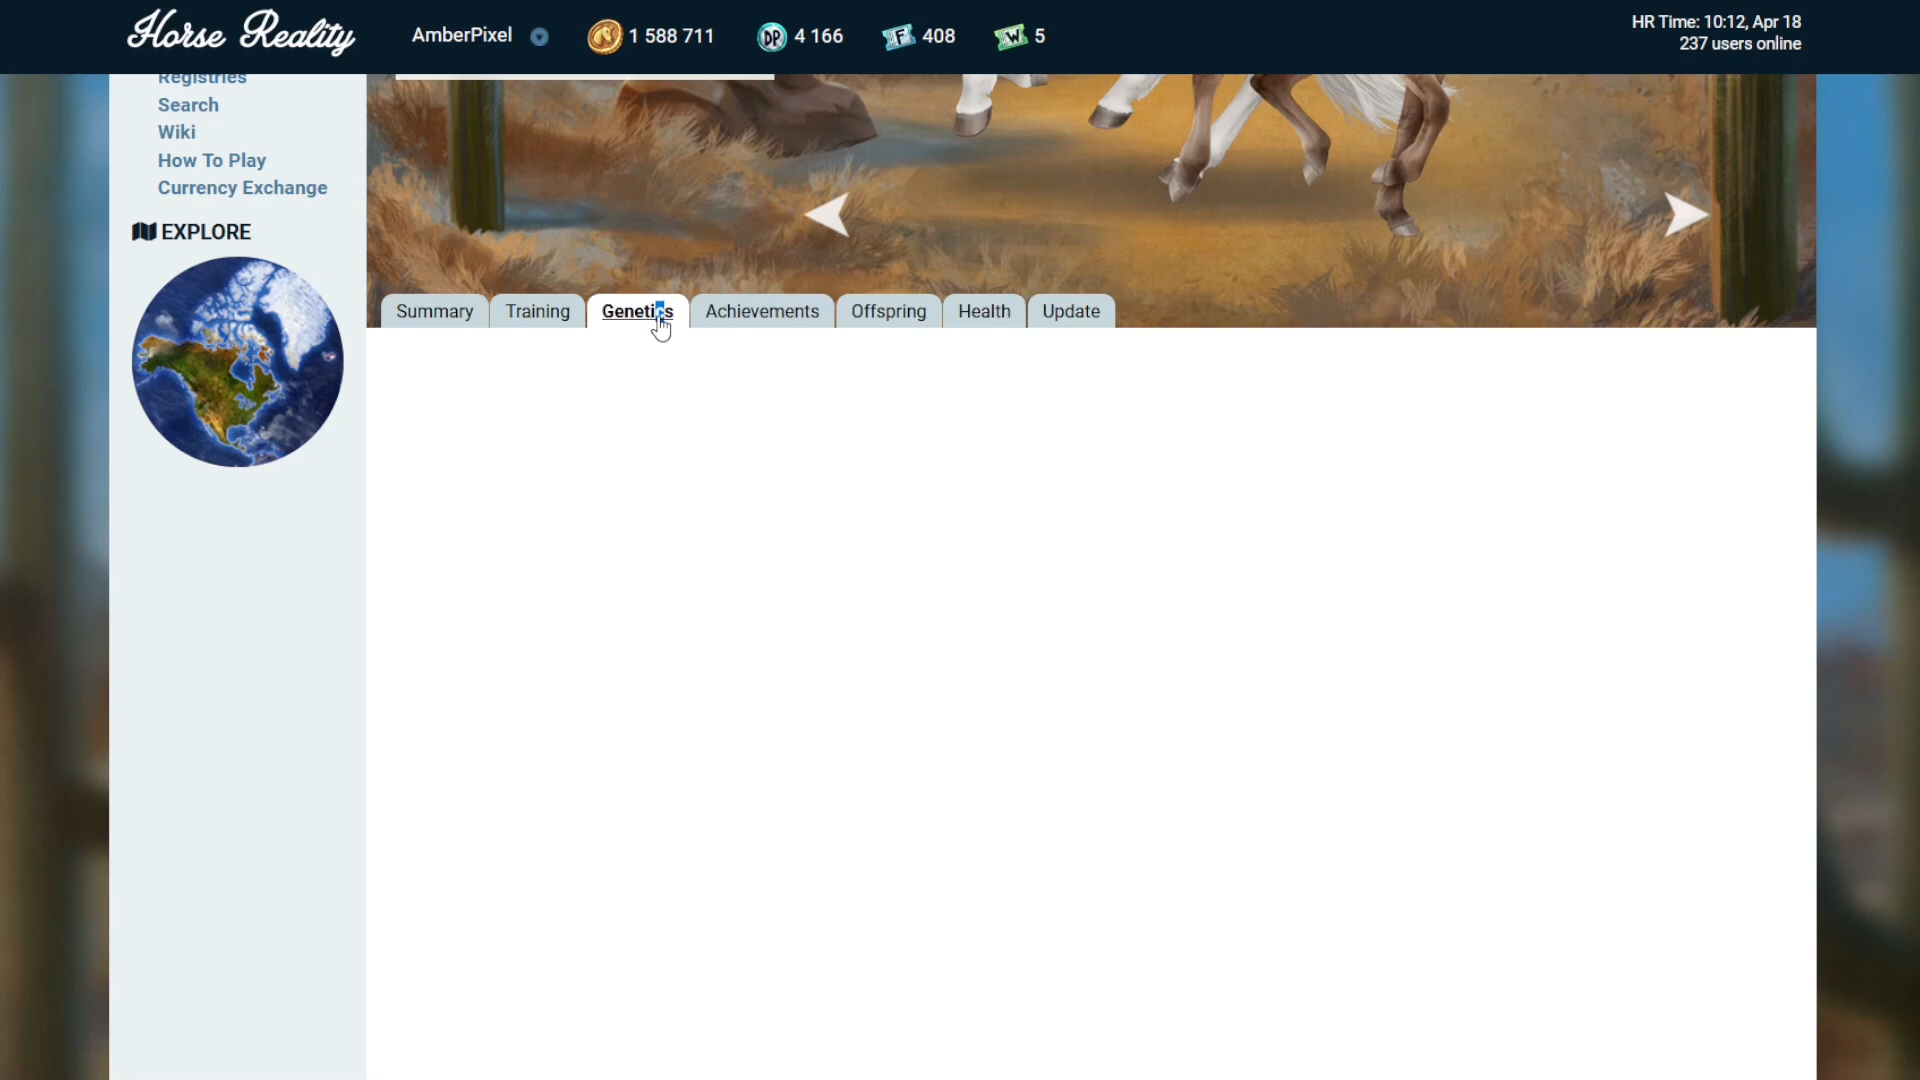 Horse Reality
AmberPixel
1 588 711
DP
4 166
F
408
W
5
HR Time: 10:12, Apr 18
237 users online
Registries
Search
Wiki
How To Play
Currency Exchange
EXPLORE
Summary
Training
Genetics
Achievements
Offspring
Health
Update